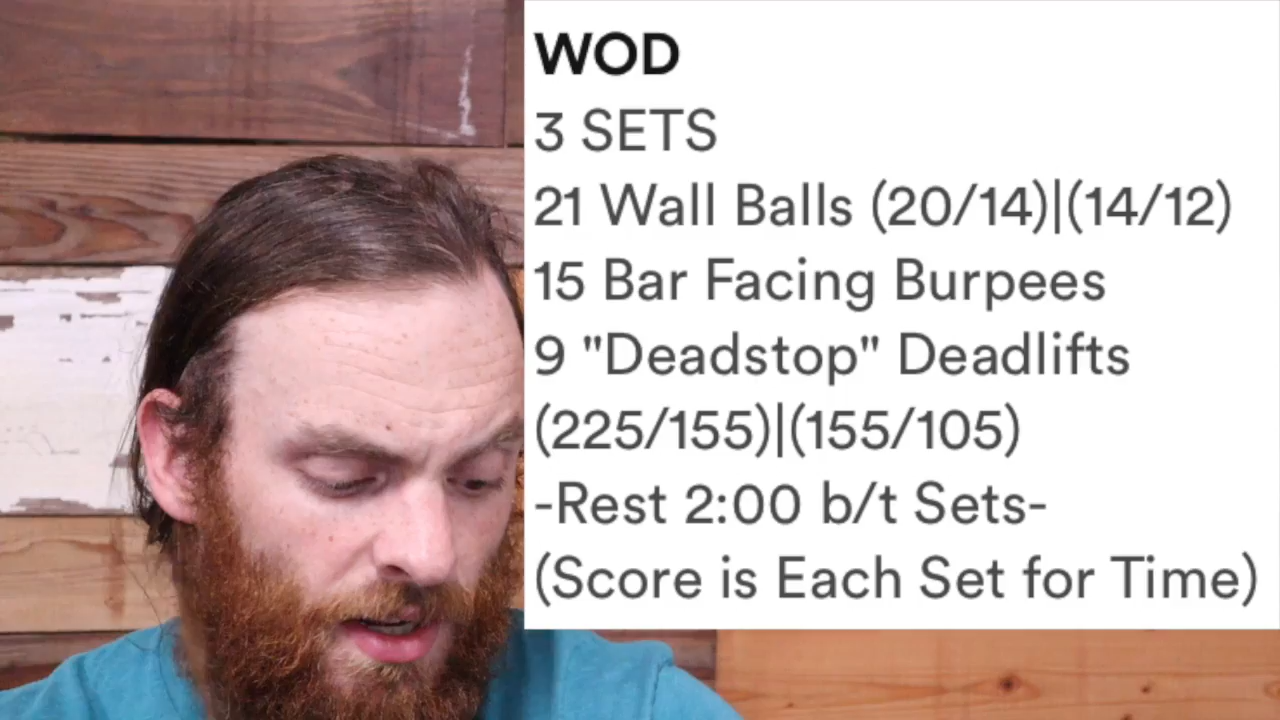 WOD
3 SETS
21 Wall Balls (20/14)|(14/12)
15 Bar Facing Burpees
9 "Deadstop" Deadlifts
(225/155)|(155/105)
-Rest 2:00 b/t Sets-
(Score is Each Set for Time)